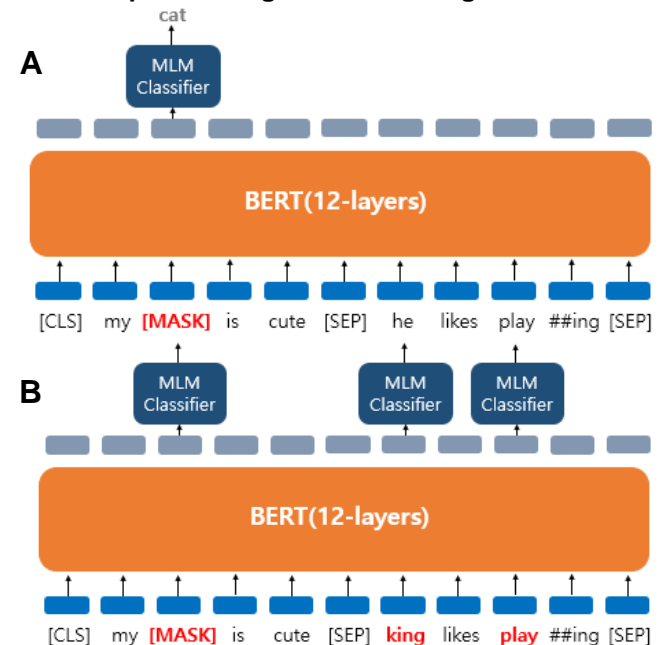 cat
A
MLM
Classifier
BERT(12-layers)
[CLS] my [MASK] is cute [SEP] he likes play ##ing [SEP]
B
MLM
Classifier
MLM
Classifier
MLM
Classifier
BERT(12-layers)
[CLS] my [MASK] is cute [SEP] king likes play ##ing [SEP]